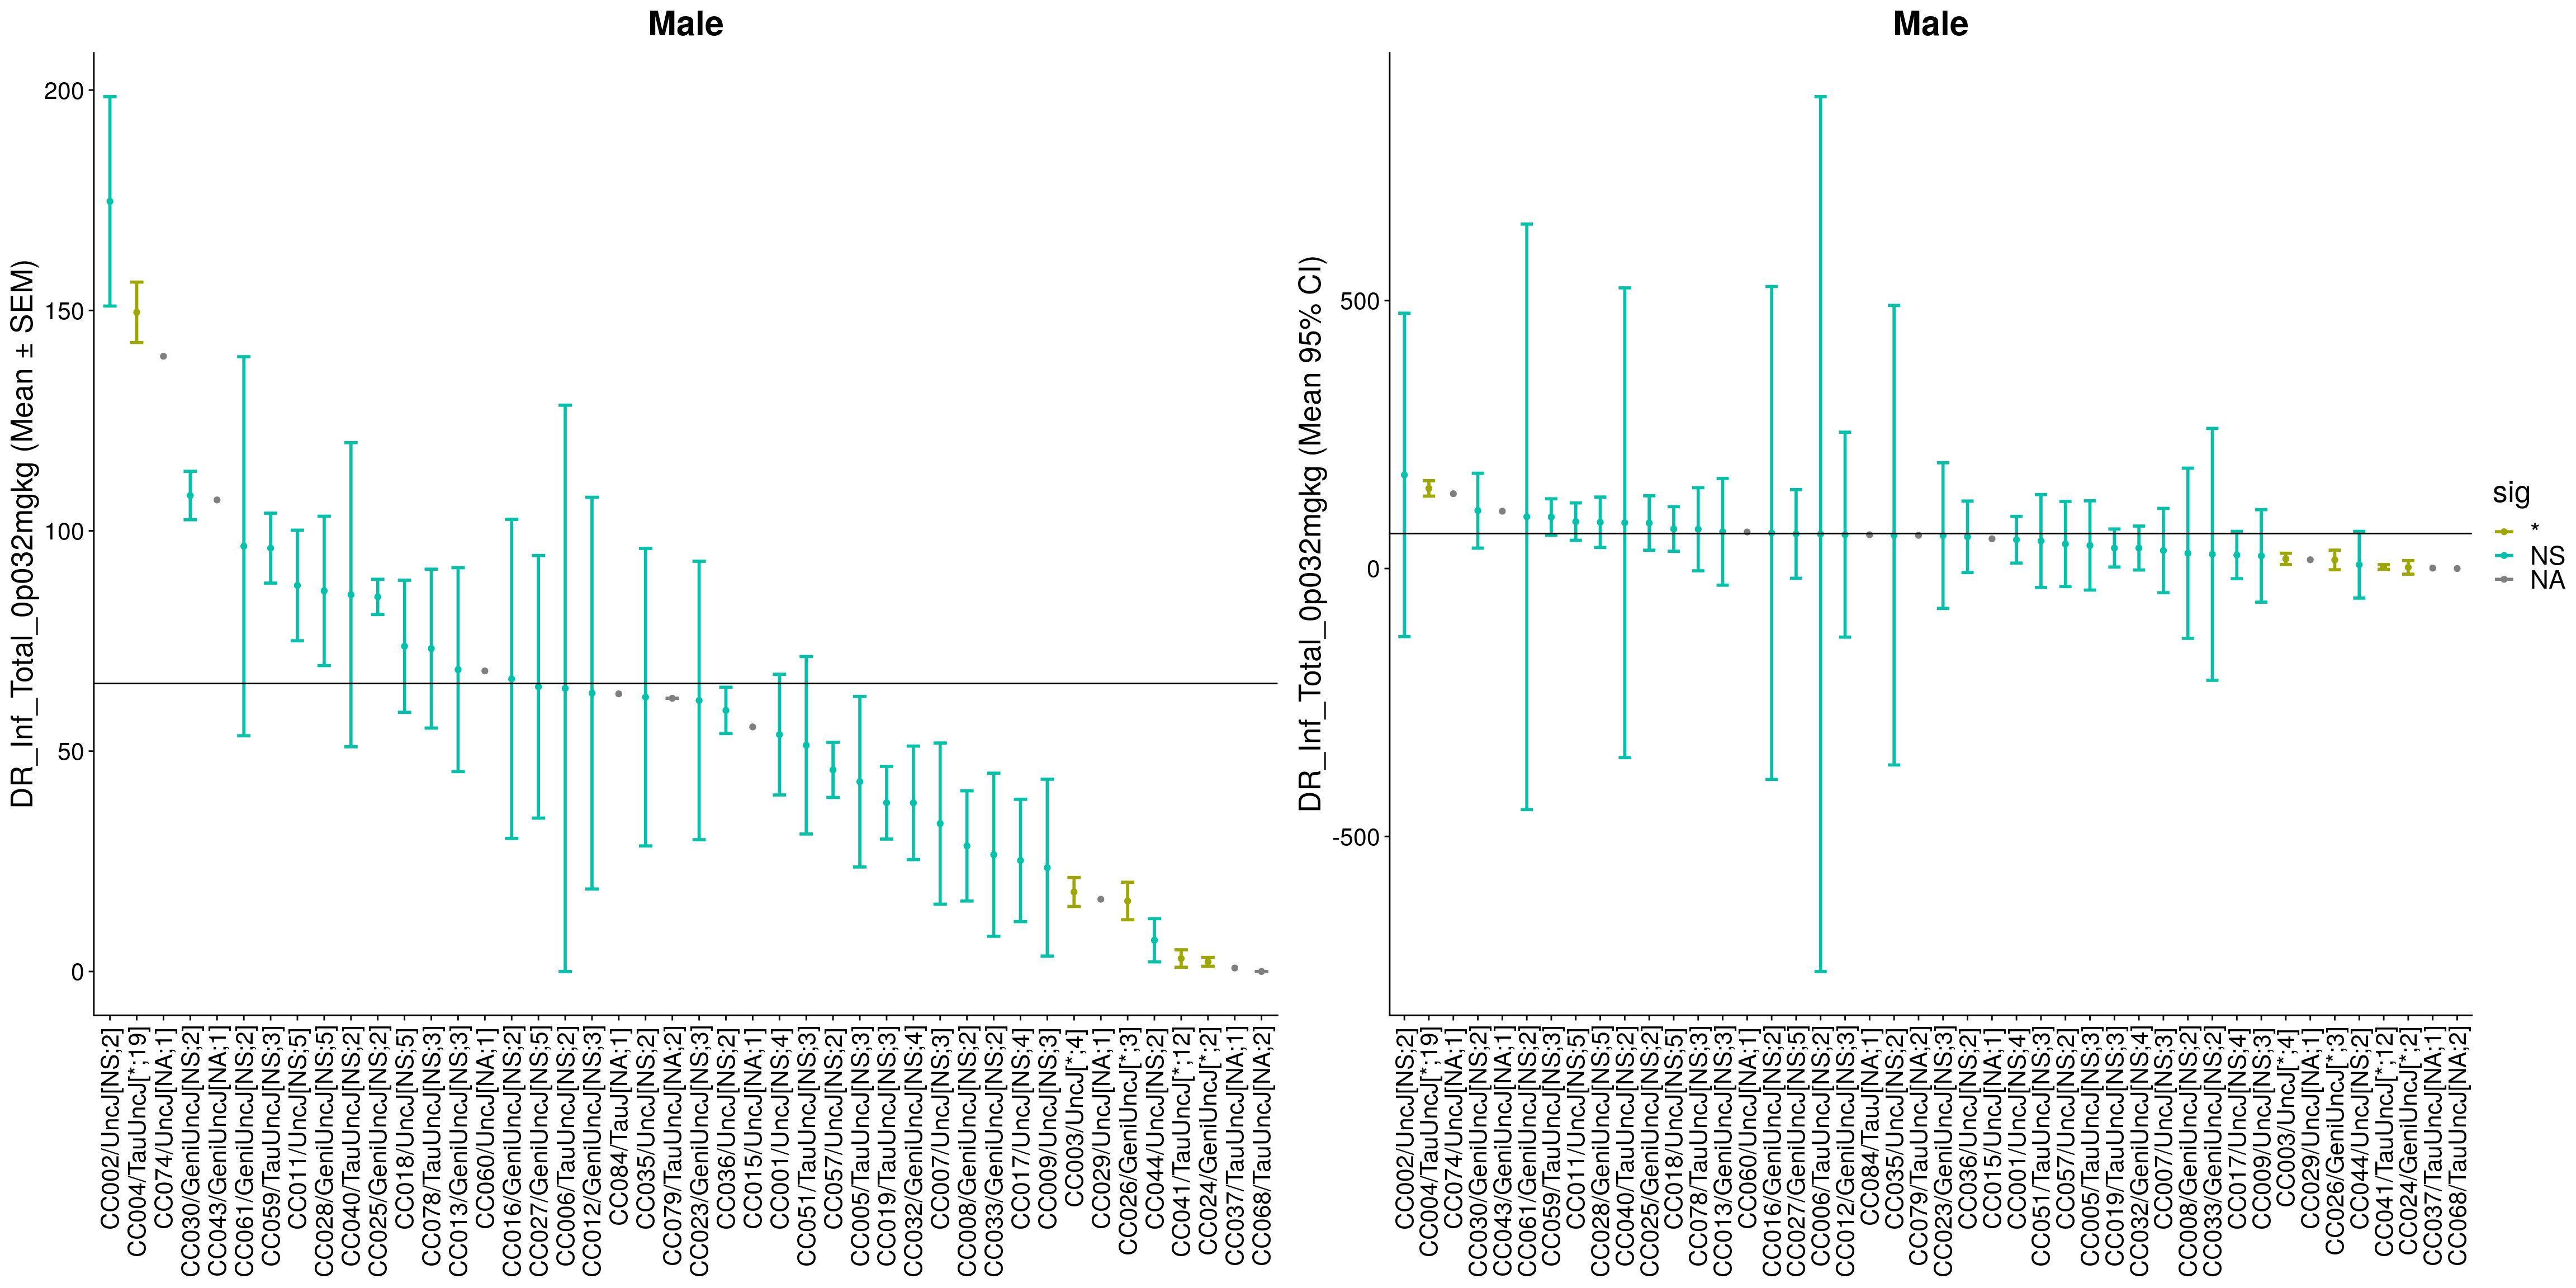 Male
DR_Inf_Total_0p032mgkg (Mean ± SEM)
200
150
100
50
0
CC002/UncJ[NS;2]
CC004/TauUncJ[*;19]
CC074/UncJ[NA;1]
CC030/GeniUncJ[NS;2]
CC043/GeniUncJ[NA;1]
CC061/GeniUncJ[NS;2]
CC059/TauUncJ[NS;3]
CC011/UncJ[NS;5]
CC028/GeniUncJ[NS;5]
CC040/TauUncJ[NS;2]
CC025/GeniUncJ[NS;2]
CC018/UncJ[NS;5]
CC078/TauUncJ[NS;3]
CC013/GeniUncJ[NS;3]
CC060/UncJ[NA;1]
CC016/GeniUncJ[NS;2]
CC027/GeniUncJ[NS;5]
CC006/TauUncJ[NS;2]
CC012/GeniUncJ[NS;3]
CC084/TauJ[NA;1]
CC035/UncJ[NS;2]
CC079/TauUncJ[NA;2]
CC023/GeniUncJ[NS;3]
CC036/UncJ[NS;2]
CC015/UncJ[NA;1]
CC001/UncJ[NS;4]
CC051/TauUncJ[NS;3]
CC057/UncJ[NS;2]
CC005/TauUncJ[NS;3]
CC019/TauUncJ[NS;3]
CC032/GeniUncJ[NS;4]
CC007/UncJ[NS;3]
CC008/GeniUncJ[NS;2]
CC033/GeniUncJ[NS;2]
CC017/UncJ[NS;4]
CC009/UncJ[NS;3]
CC003/UncJ[*;4]
CC029/UncJ[NA;1]
CC026/GeniUncJ[*;3]
CC044/UncJ[NS;2]
CC041/TauUncJ[*;12]
CC024/GeniUncJ[*;2]
CC037/TauUncJ[NA;1]
CC068/TauUncJ[NA;2]
Male
DR_Inf_Total_0p032mgkg (Mean 95% CI)
500
0
-500
CC002/UncJ[NS;2]
CC004/TauUncJ[*;19]
CC074/UncJ[NA;1]
CC030/GeniUncJ[NS;2]
CC043/GeniUncJ[NA;1]
CC061/GeniUncJ[NS;2]
CC059/TauUncJ[NS;3]
CC011/UncJ[NS;5]
CC028/GeniUncJ[NS;5]
CC040/TauUncJ[NS;2]
CC025/GeniUncJ[NS;2]
CC018/UncJ[NS;5]
CC078/TauUncJ[NS;3]
CC013/GeniUncJ[NS;3]
CC060/UncJ[NA;1]
CC016/GeniUncJ[NS;2]
CC027/GeniUncJ[NS;5]
CC006/TauUncJ[NS;2]
CC012/GeniUncJ[NS;3]
CC084/TauJ[NA;1]
CC035/UncJ[NS;2]
CC079/TauUncJ[NA;2]
CC023/GeniUncJ[NS;3]
CC036/UncJ[NS;2]
CC015/UncJ[NA;1]
CC001/UncJ[NS;4]
CC051/TauUncJ[NS;3]
CC057/UncJ[NS;2]
CC005/TauUncJ[NS;3]
CC019/TauUncJ[NS;3]
CC032/GeniUncJ[NS;4]
CC007/UncJ[NS;3]
CC008/GeniUncJ[NS;2]
CC033/GeniUncJ[NS;2]
CC017/UncJ[NS;4]
CC009/UncJ[NS;3]
CC003/UncJ[*;4]
CC029/UncJ[NA;1]
CC026/GeniUncJ[*;3]
CC044/UncJ[NS;2]
CC041/TauUncJ[*;12]
CC024/GeniUncJ[*;2]
CC037/TauUncJ[NA;1]
CC068/TauUncJ[NA;2]
sig
*
NS
NA